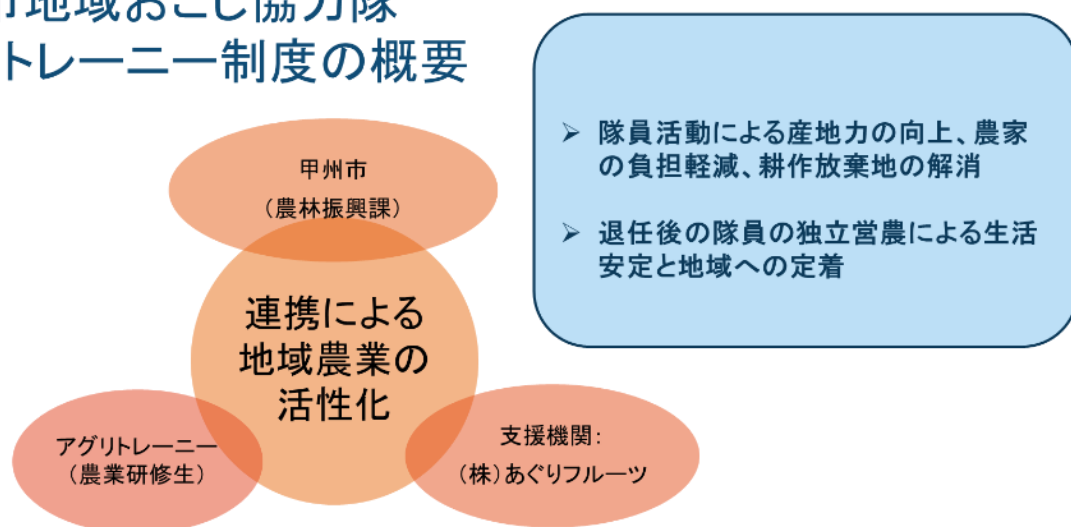 地域おこし協力隊
トレーニー制度の概要
➢ 隊員活動による産地力の向上、農家
の負担軽減、耕作放棄地の解消
➢ 退任後の隊員の独立営農による生活
安定と地域への定着
甲州市
（農林振興課）
連携による
地域農業の
活性化
アグリトレーニー
（農業研修生）
支援機関：
（株）あぐりフルーツ